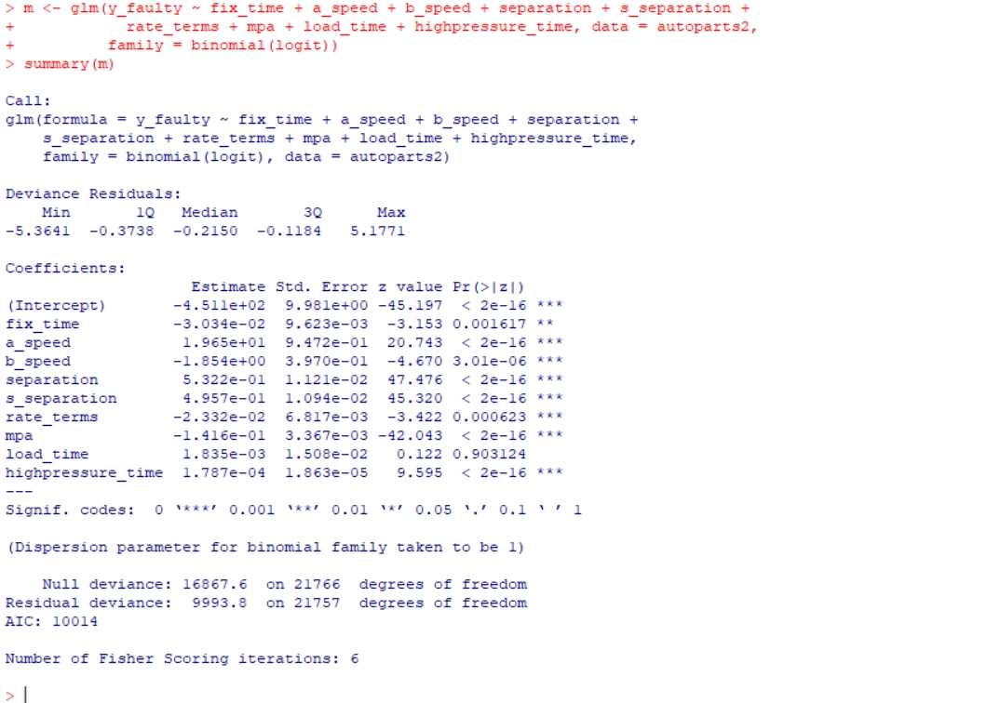 > m <- glm(y_faulty ~ fix_time + a_speed + b_speed + separation + s_separation +
+             rate_terms + mpa + load_time + highpressure_time, data = autoparts2,
+           family = binomial(logit))
> summary(m)

Call:
glm(formula = y_faulty ~ fix_time + a_speed + b_speed + separation +
    s_separation + rate_terms + mpa + load_time + highpressure_time,
    family = binomial(logit), data = autoparts2)

Deviance Residuals:
    Min       1Q   Median       3Q      Max
-5.3641  -0.3738  -0.2150  -0.1184   5.1771

Coefficients:
                    Estimate Std. Error z value Pr(>|z|)
(Intercept)       -4.511e+02  9.981e+00 -45.197  < 2e-16 ***
fix_time          -3.034e-02  9.623e-03  -3.153 0.001617 **
a_speed            1.965e+01  9.472e-01  20.743  < 2e-16 ***
b_speed           -1.854e+00  3.970e-01  -4.670 3.01e-06 ***
separation         5.322e-01  1.121e-02  47.476  < 2e-16 ***
s_separation       4.957e-01  1.094e-02  45.320  < 2e-16 ***
rate_terms        -2.332e-02  6.817e-03  -3.422 0.000623 ***
mpa               -1.416e-01  3.367e-03 -42.043  < 2e-16 ***
load_time          1.835e-03  1.508e-02   0.122 0.903124
highpressure_time  1.787e-04  1.863e-05   9.595  < 2e-16 ***
---
Signif. codes:  0 ‘***’ 0.001 ‘**’ 0.01 ‘*’ 0.05 ‘.’ 0.1 ‘ ’ 1

(Dispersion parameter for binomial family taken to be 1)

    Null deviance: 16867.6  on 21766  degrees of freedom
Residual deviance:  9993.8  on 21757  degrees of freedom
AIC: 10014

Number of Fisher Scoring iterations: 6

> |